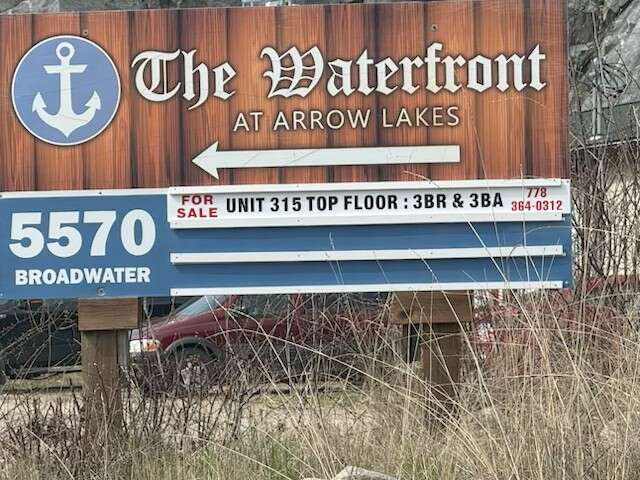 The Waterfront
AT ARROW LAKES
FOR SALE UNIT 315 TOP FLOOR : 3BR & 3BA 778 364-0312
5570
BROADWATER